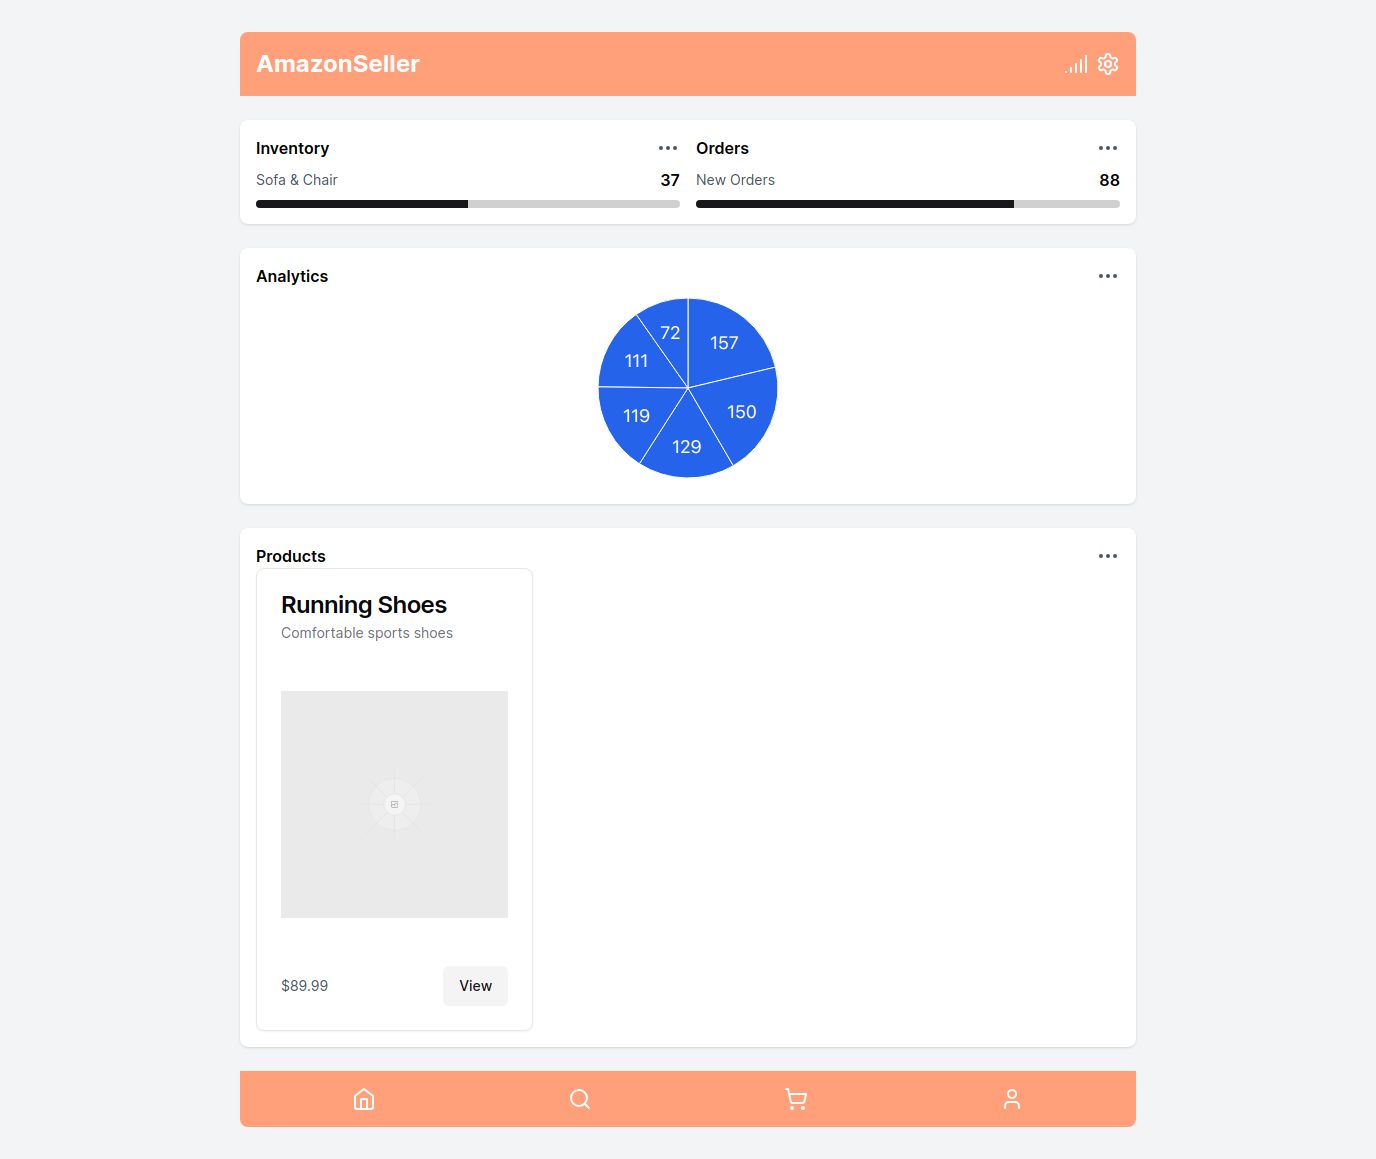 AmazonSeller
Inventory
Sofa & Chair 37
Orders
New Orders 88
Analytics
72
157
111
150
119
129
Products
Running Shoes
Comfortable sports shoes
$89.99
View